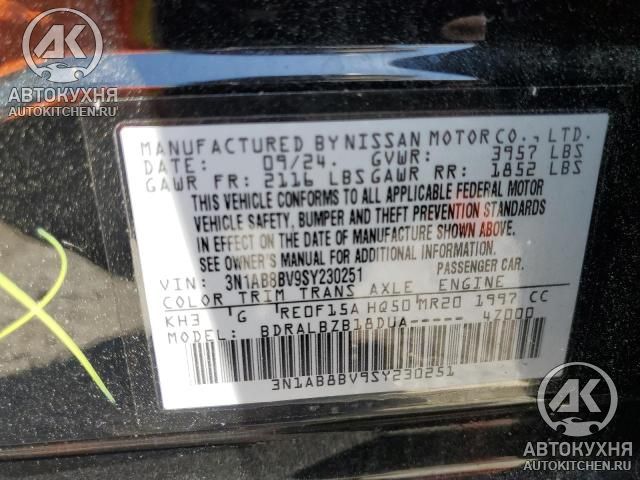 АК
АВТОКУХНЯ
AUTOKITCHEN.RU
MANUFACTURED BY NISSAN MOTOR CO., LTD.
DATE: 09/24. GVWR: 3957 LBS
GAWR FR: 2116 LBS GAWR RR: 1852 LBS
THIS VEHICLE CONFORMS TO ALL APPLICABLE FEDERAL MOTOR
VEHICLE SAFETY, BUMPER AND THEFT PREVENTION STANDARDS
IN EFFECT ON THE DATE OF MANUFACTURE SHOWN ABOVE.
SEE OWNER'S MANUAL FOR ADDITIONAL INFORMATION.
VIN: 3N1AB8BV9SY230251 PASSENGER CAR.
COLOR TRIM TRANS AXLE ENGINE
KH3 G RE0F15A HQ50 MR20 1997 CC
MODEL: BDRALBZB18DUA- 4Z000
3N1AB8BV9SY230251
АК
АВТОКУХНЯ
AUTOKITCHEN.RU